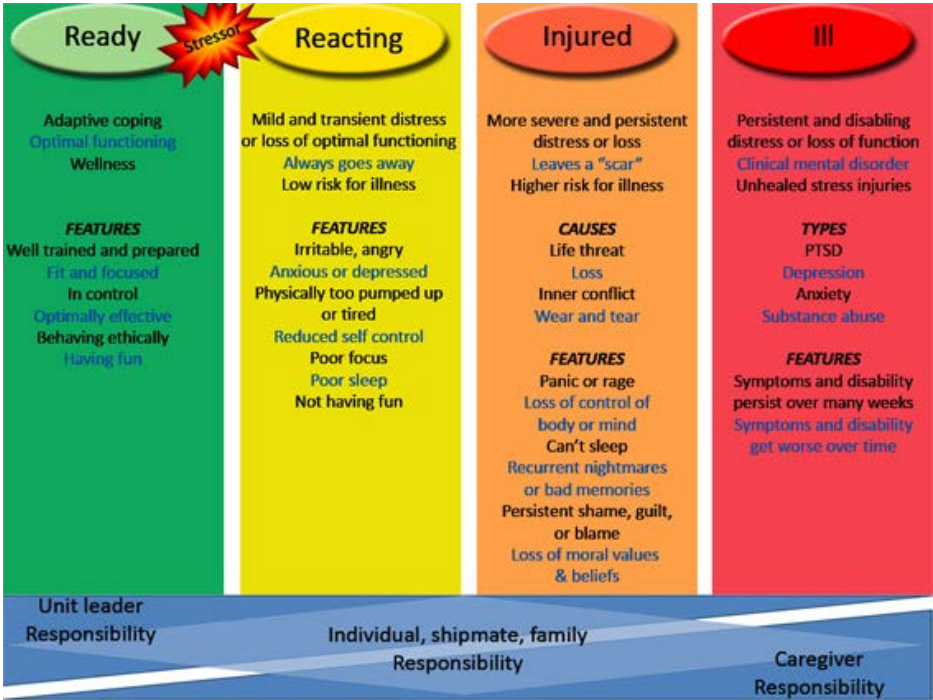 Ready
Stressor
Reacting
Injured
Ill
Adaptive coping
Optimal functioning
Wellness
FEATURES
Well trained and prepared
Fit and focused
In control
Optimally effective
Behaving ethically
Having fun
Mild and transient distress
or loss of optimal functioning
Always goes away
Low risk for illness
FEATURES
Irritable, angry
Anxious or depressed
Physically too pumped up
or tired
Reduced self control
Poor focus
Poor sleep
Not having fun
More severe and persistent
distress or loss
Leaves a "scar"
Higher risk for illness
CAUSES
Life threat
Loss
Inner conflict
Wear and tear
FEATURES
Panic or rage
Loss of control of
body or mind
Can't sleep
Recurrent nightmares
or bad memories
Persistent shame, guilt,
or blame
Loss of moral values
& beliefs
Persistent and disabling
distress or loss of function
Clinical mental disorder
Unhealed stress injuries
TYPES
PTSD
Depression
Anxiety
Substance abuse
FEATURES
Symptoms and disability
persist over many weeks
Symptoms and disability
get worse over time
Unit leader
Responsibility
Individual, shipmate, family
Responsibility
Caregiver
Responsibility